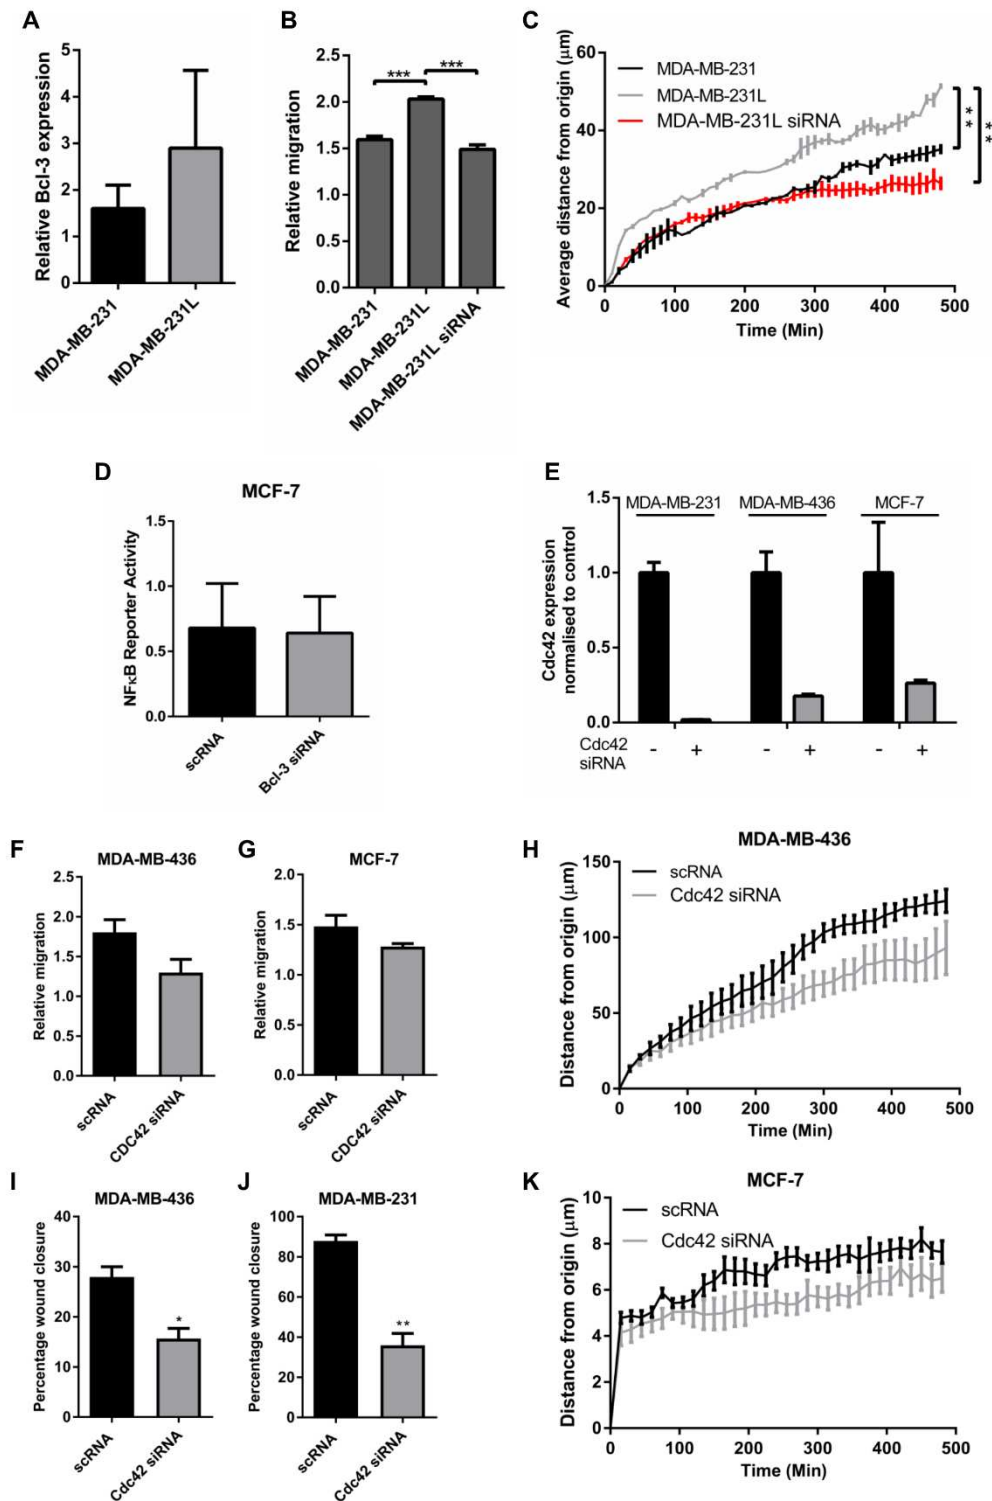 A
Relative Bcl-3 expression
5
4
3
2
1
0
MDA-MB-231
MDA-MB-231L
B
Relative migration
2.5
2.0
1.5
1.0
0.5
0.0
***
***
MDA-MB-231
MDA-MB-231L
MDA-MB-231L siRNA
C
Average distance from origin (μm)
60
40
20
0
MDA-MB-231
MDA-MB-231L
MDA-MB-231L siRNA
**
**
0 100 200 300 400 500
Time (Min)
D
MCF-7
NFκB Reporter Activity
1.5
1.0
0.5
0.0
scRNA
Bcl-3 siRNA
E
Cdc42 expression
normalised to control
1.5
1.0
0.5
0.0
MDA-MB-231 MDA-MB-436 MCF-7
Cdc42
siRNA
- + - + - +
F
MDA-MB-436
Relative migration
2.5
2.0
1.5
1.0
0.5
0.0
scRNA
CDC42 siRNA
G
MCF-7
Relative migration
2.0
1.5
1.0
0.5
0.0
scRNA
CDC42 siRNA
H
MDA-MB-436
Distance from origin (μm)
150
100
50
0
scRNA
Cdc42 siRNA
0 100 200 300 400 500
Time (Min)
I
MDA-MB-436
Percentage wound closure
40
30
20
10
0
*
scRNA
Cdc42 siRNA
J
MDA-MB-231
Percentage wound closure
100
80
60
40
20
0
**
scRNA
Cdc42 siRNA
K
MCF-7
Distance from origin (μm)
10
8
6
4
2
0
scRNA
Cdc42 siRNA
0 100 200 300 400 500
Time (Min)